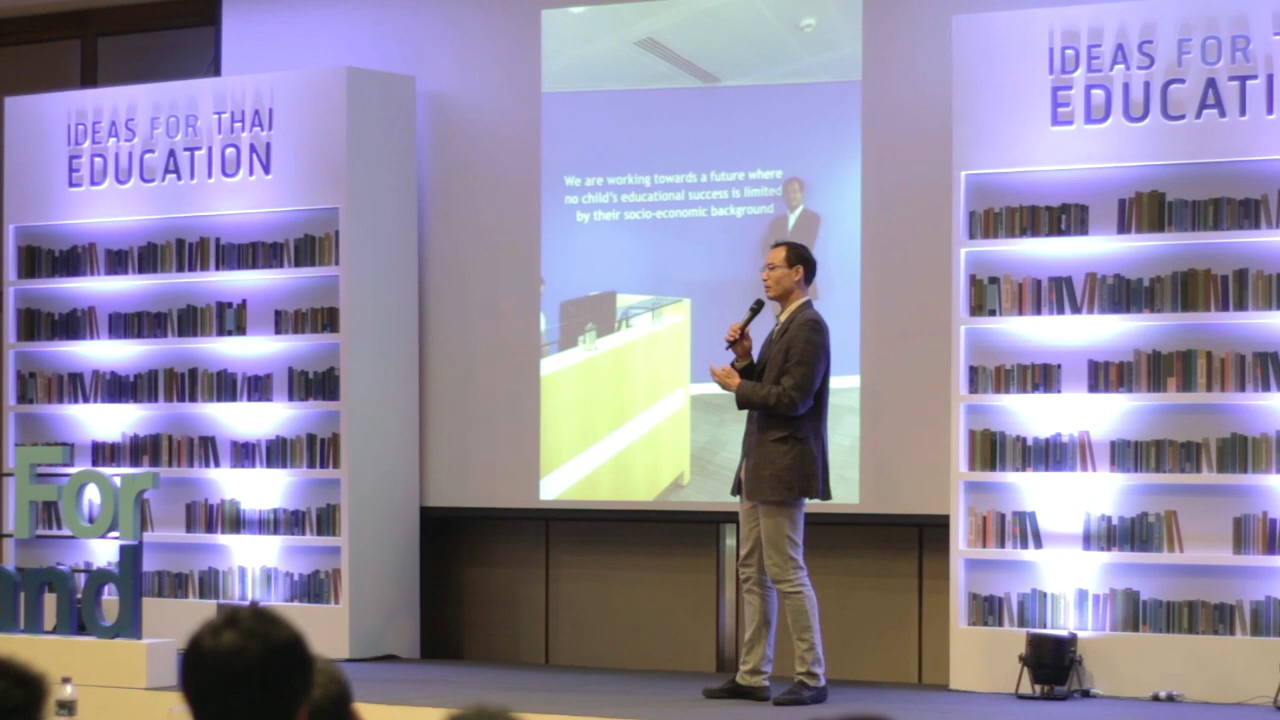 IDEAS FOR THAI
EDUCATION
We are working towards a future where
no child's educational success is limited
by their socio-economic background
IDEAS FOR
EDUCATI
For
and